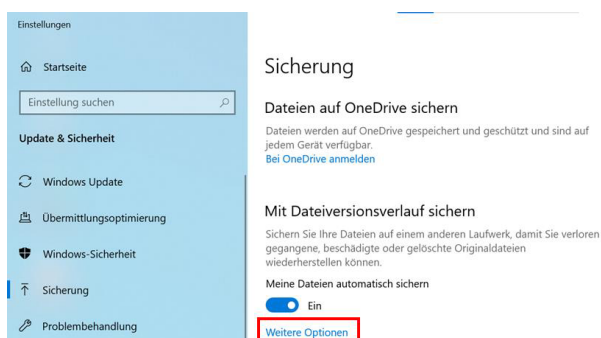 Einstellungen
Startseite
Einstellung suchen
Update & Sicherheit
Windows Update
Übermittlungsoptimierung
Windows-Sicherheit
Sicherung
Problembehandlung
Sicherung
Dateien auf OneDrive sichern
Dateien werden auf OneDrive gespeichert und geschützt und sind auf
jedem Gerät verfügbar.
Bei OneDrive anmelden
Mit Dateiversionsverlauf sichern
Sichern Sie Ihre Dateien auf einem anderen Laufwerk, damit Sie verloren
gegangene, beschädigte oder gelöschte Originaldateien
wiederherstellen können.
Meine Dateien automatisch sichern
Ein
Weitere Optionen